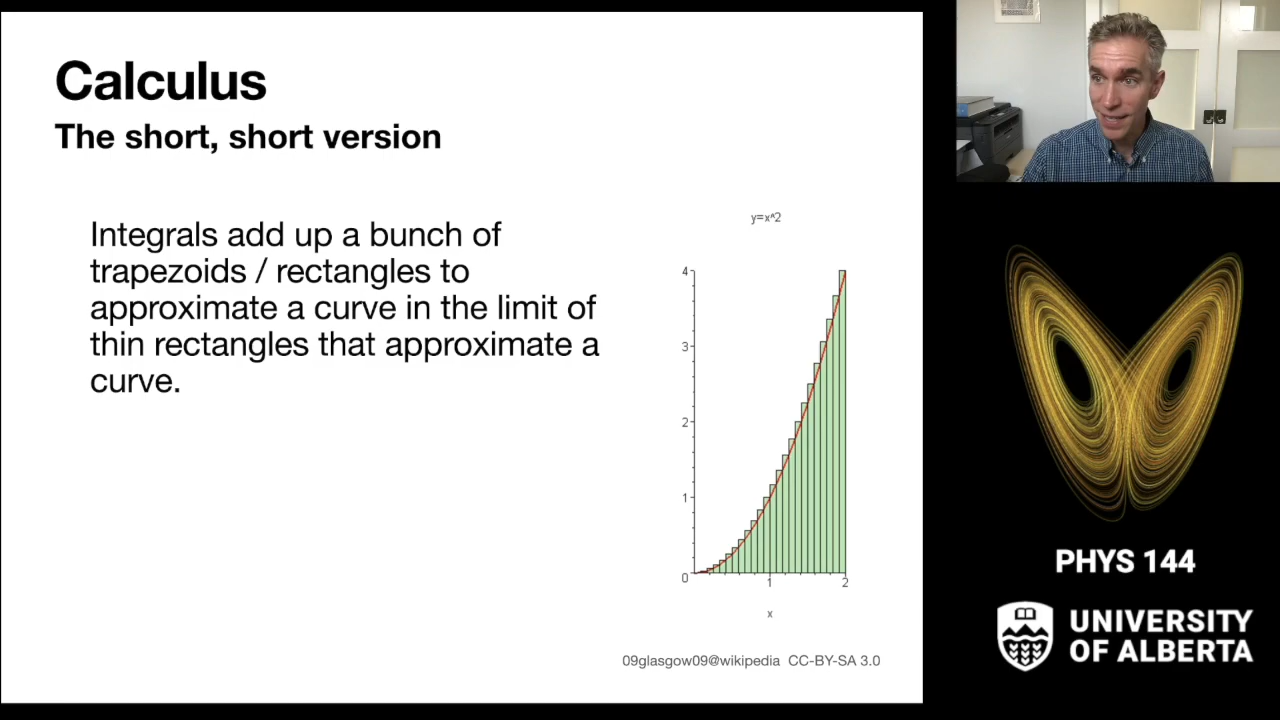 Calculus
The short, short version
Integrals add up a bunch of
trapezoids / rectangles to
approximate a curve in the limit of
thin rectangles that approximate a
curve.
y=x^2
4
3
2
1
0
1
2
x
09glasgow09@wikipedia CC-BY-SA 3.0
PHYS 144
UNIVERSITY
OF ALBERTA